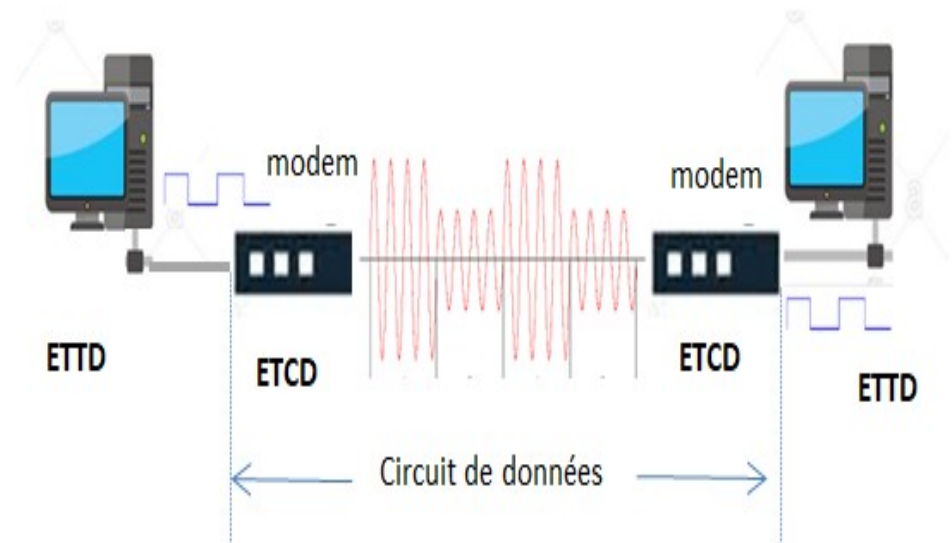 modem
modem
ETTD
ETCD
ETCD
ETTD
Circuit de données